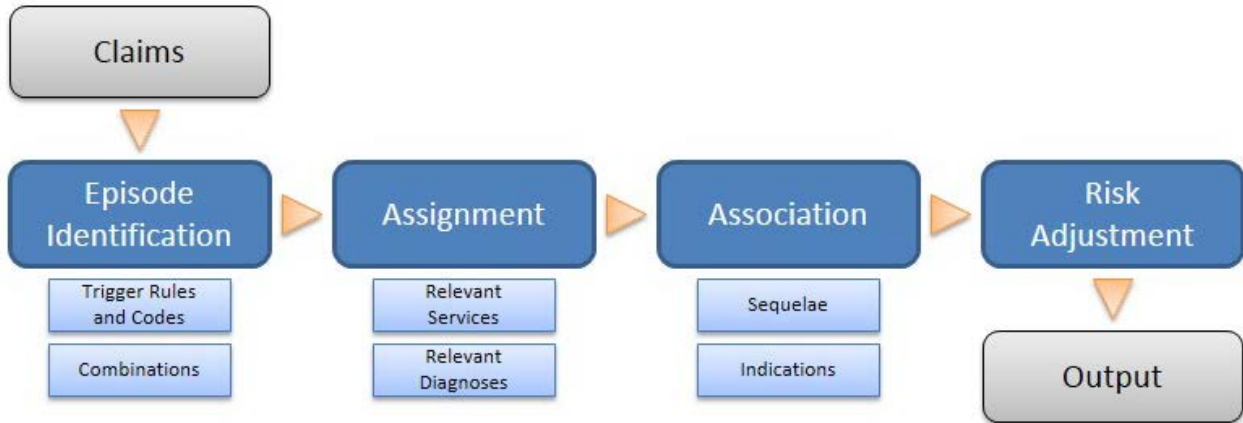 Claims
Episode
Identification
Assignment
Association
Risk
Adjustment
Trigger Rules
and Codes
Combinations
Relevant
Services
Relevant
Diagnoses
Sequelae
Indications
Output